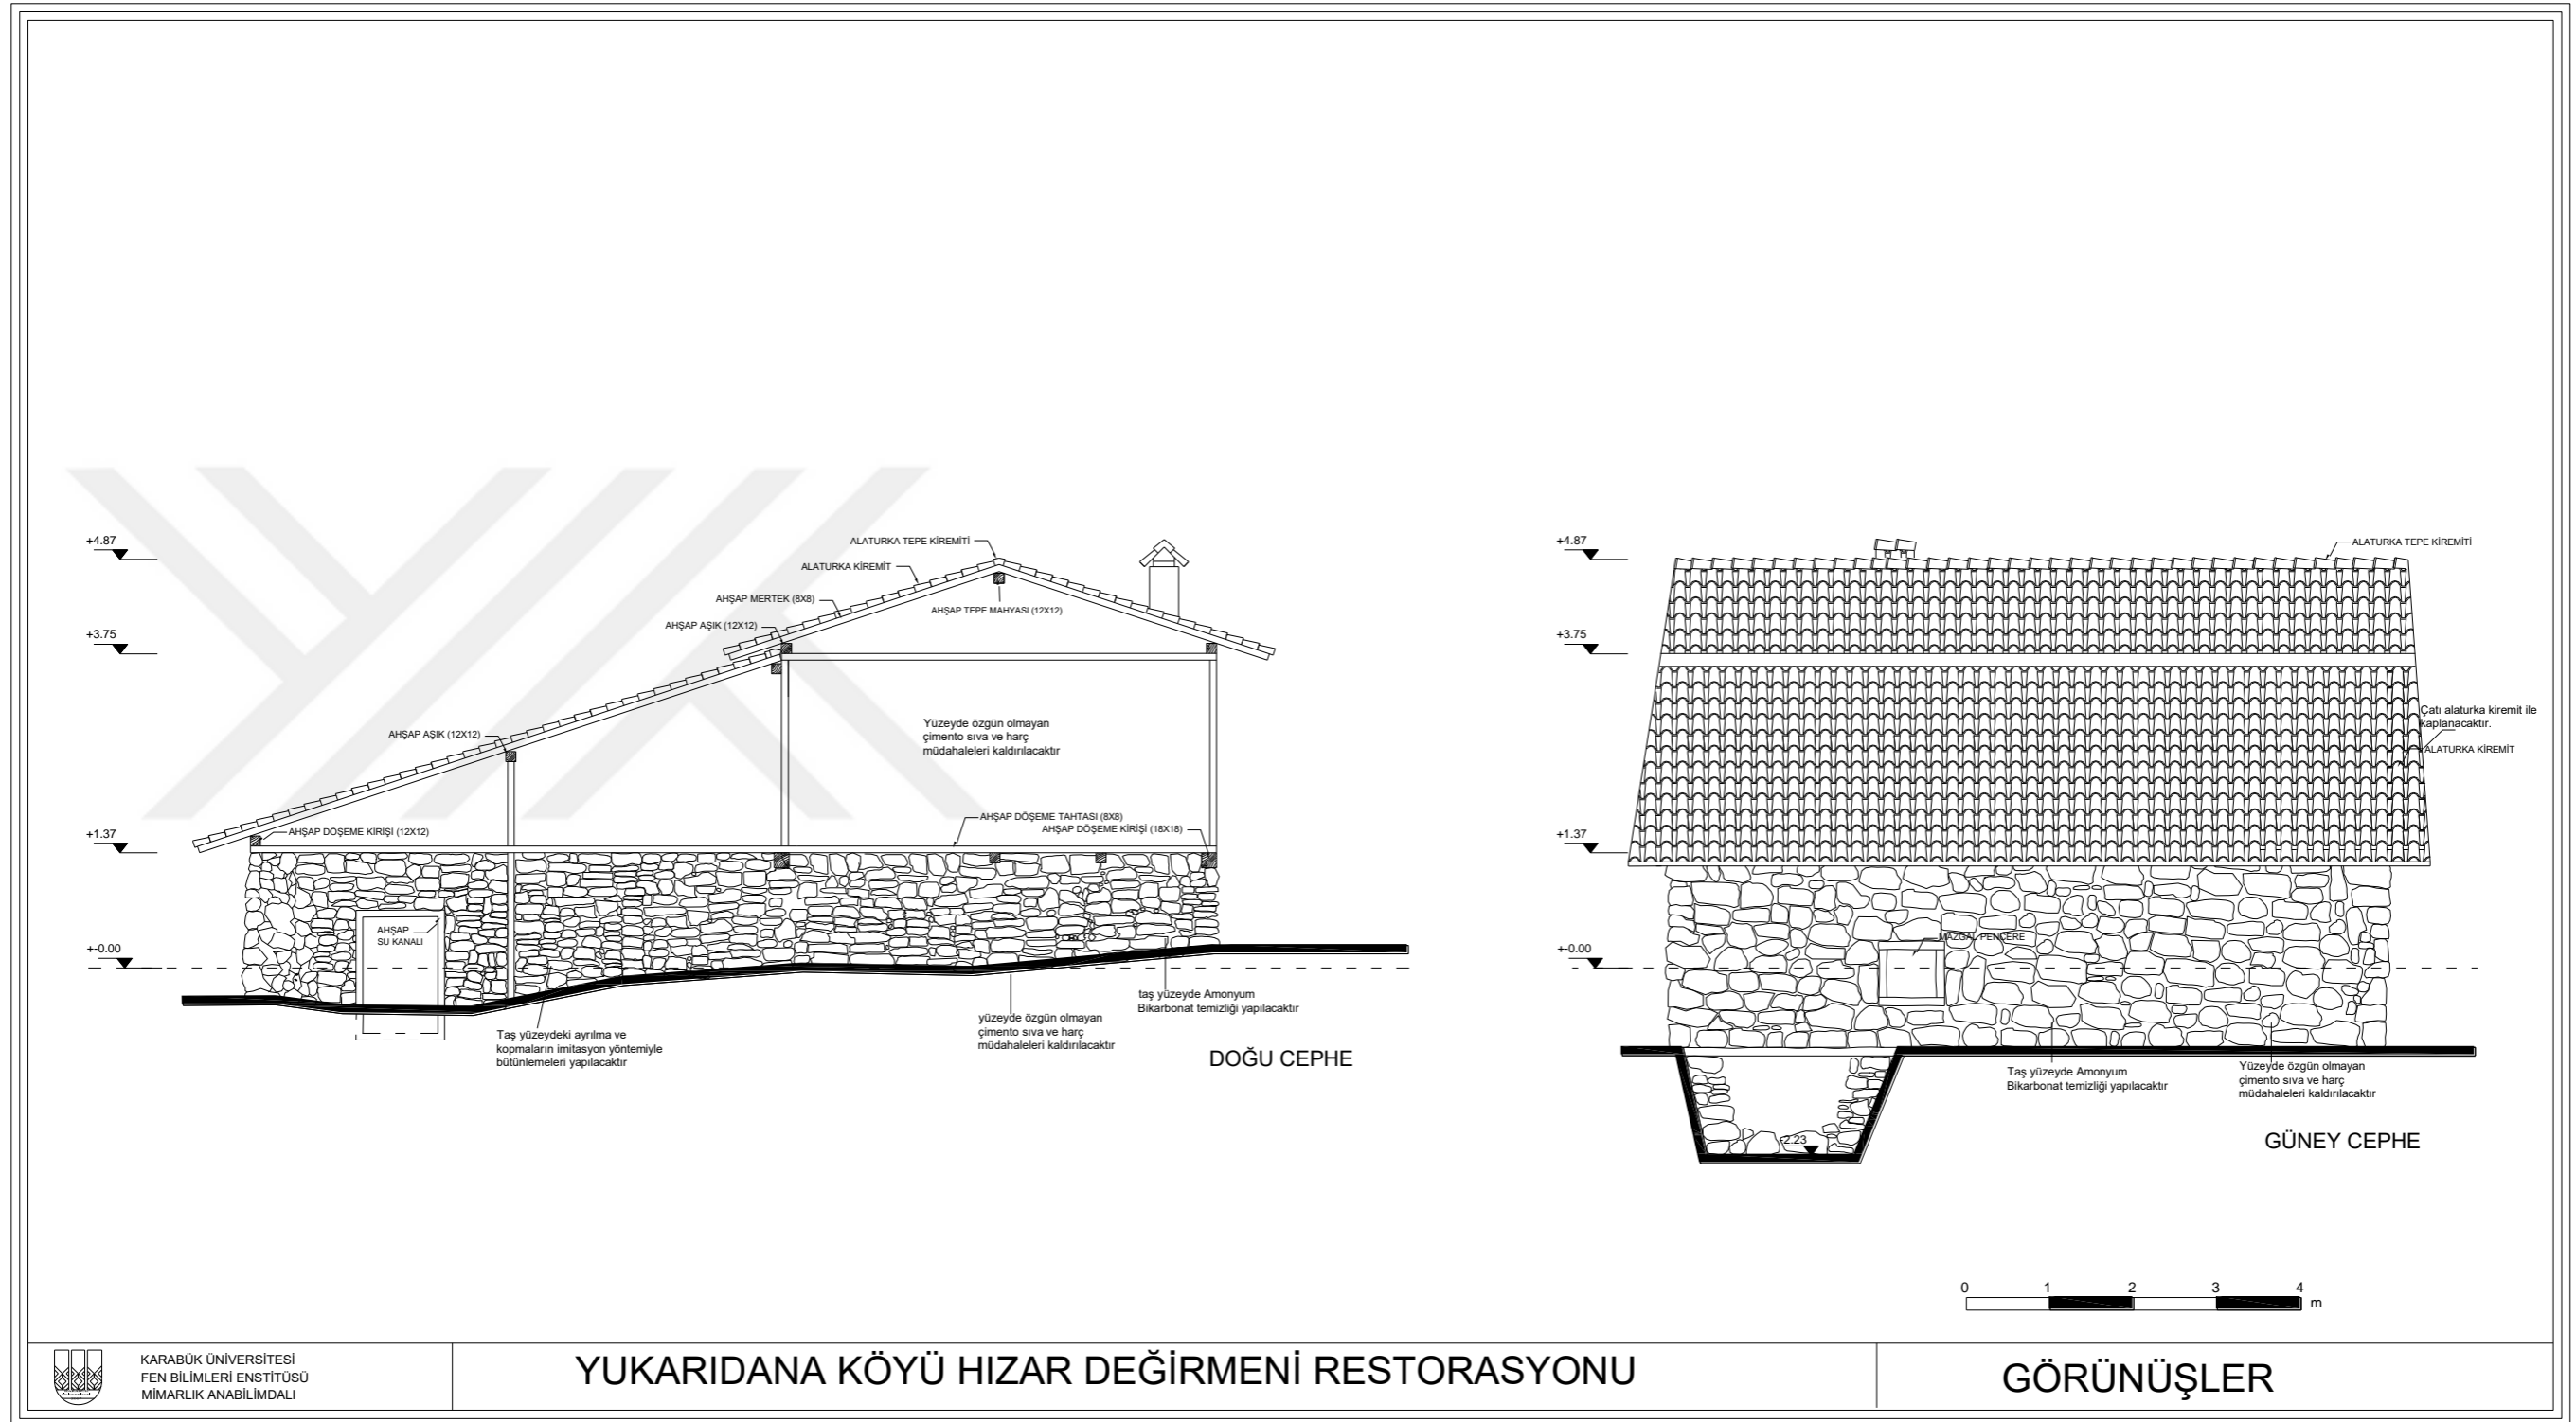 +4.87
+3.75
+1.37
+-0.00
ALATURKA TEPE KİREMİTİ
ALATURKA KİREMİT
AHŞAP MERTEK (8X8)
AHŞAP TEPE MAHYASI (12X12)
AHŞAP AŞIK (12X12)
AHŞAP AŞIK (12X12)
Yüzeyde özgün olmayan
çimento sıva ve harç
müdahaleleri kaldırılacaktır
AHŞAP DÖŞEME KİRİŞİ (12X12)
AHŞAP DÖŞEME TAHTASI (8X8)
AHŞAP DÖŞEME KİRİŞİ (18X18)
AHŞAP
SU KANALI
Taş yüzeydeki ayrılma ve
kopmaların imitasyon yöntemiyle
bütünlemeleri yapılacaktır
yüzeyde özgün olmayan
çimento sıva ve harç
müdahaleleri kaldırılacaktır
taş yüzeyde Amonyum
Bikarbonat temizliği yapılacaktır
DOĞU CEPHE
+4.87
+3.75
+1.37
+-0.00
ALATURKA TEPE KİREMİTİ
Çatı alaturka kiremit ile
kaplanacaktır.
ALATURKA KİREMİT
MAZGAL PENCERE
-2.23
Taş yüzeyde Amonyum
Bikarbonat temizliği yapılacaktır
Yüzeyde özgün olmayan
çimento sıva ve harç
müdahaleleri kaldırılacaktır
GÜNEY CEPHE
0 1 2 3 4
m
KARABÜK ÜNİVERSİTESİ
FEN BİLİMLERİ ENSTİTÜSÜ
MİMARLIK ANABİLİMDALI
YUKARIDANA KÖYÜ HIZAR DEĞİRMENİ RESTORASYONU
GÖRÜNÜŞLER